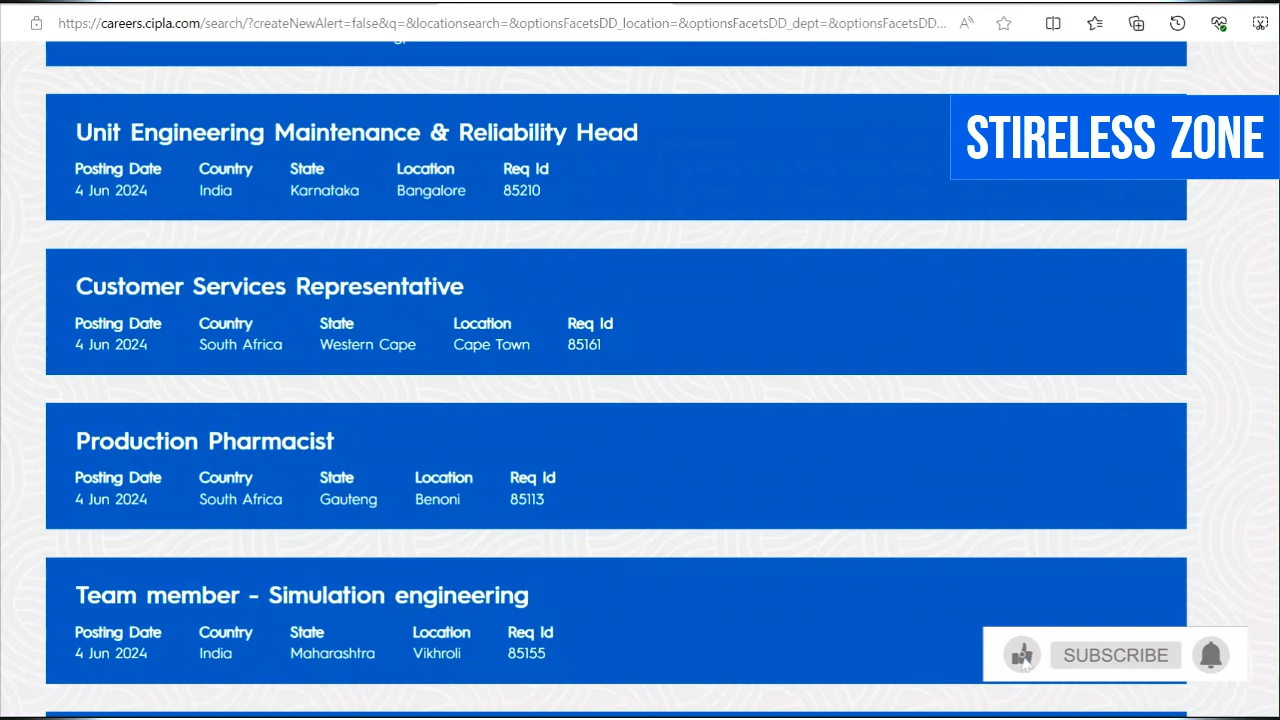 https://careers.cipla.com/search/?createNewAlert=false&q=&locationsearch=&optionsFacetsDD_location=&optionsFacetsDD_dept=&optionsFacetsDD...
STIRELESS ZONE
Unit Engineering Maintenance & Reliability Head
Posting Date Country State Location Req Id
4 Jun 2024 India Karnataka Bangalore 85210
Customer Services Representative
Posting Date Country State Location Req Id
4 Jun 2024 South Africa Western Cape Cape Town 85161
Production Pharmacist
Posting Date Country State Location Req Id
4 Jun 2024 South Africa Gauteng Benoni 85113
Team member - Simulation engineering
Posting Date Country State Location Req Id
4 Jun 2024 India Maharashtra Vikhroli 85155
SUBSCRIBE